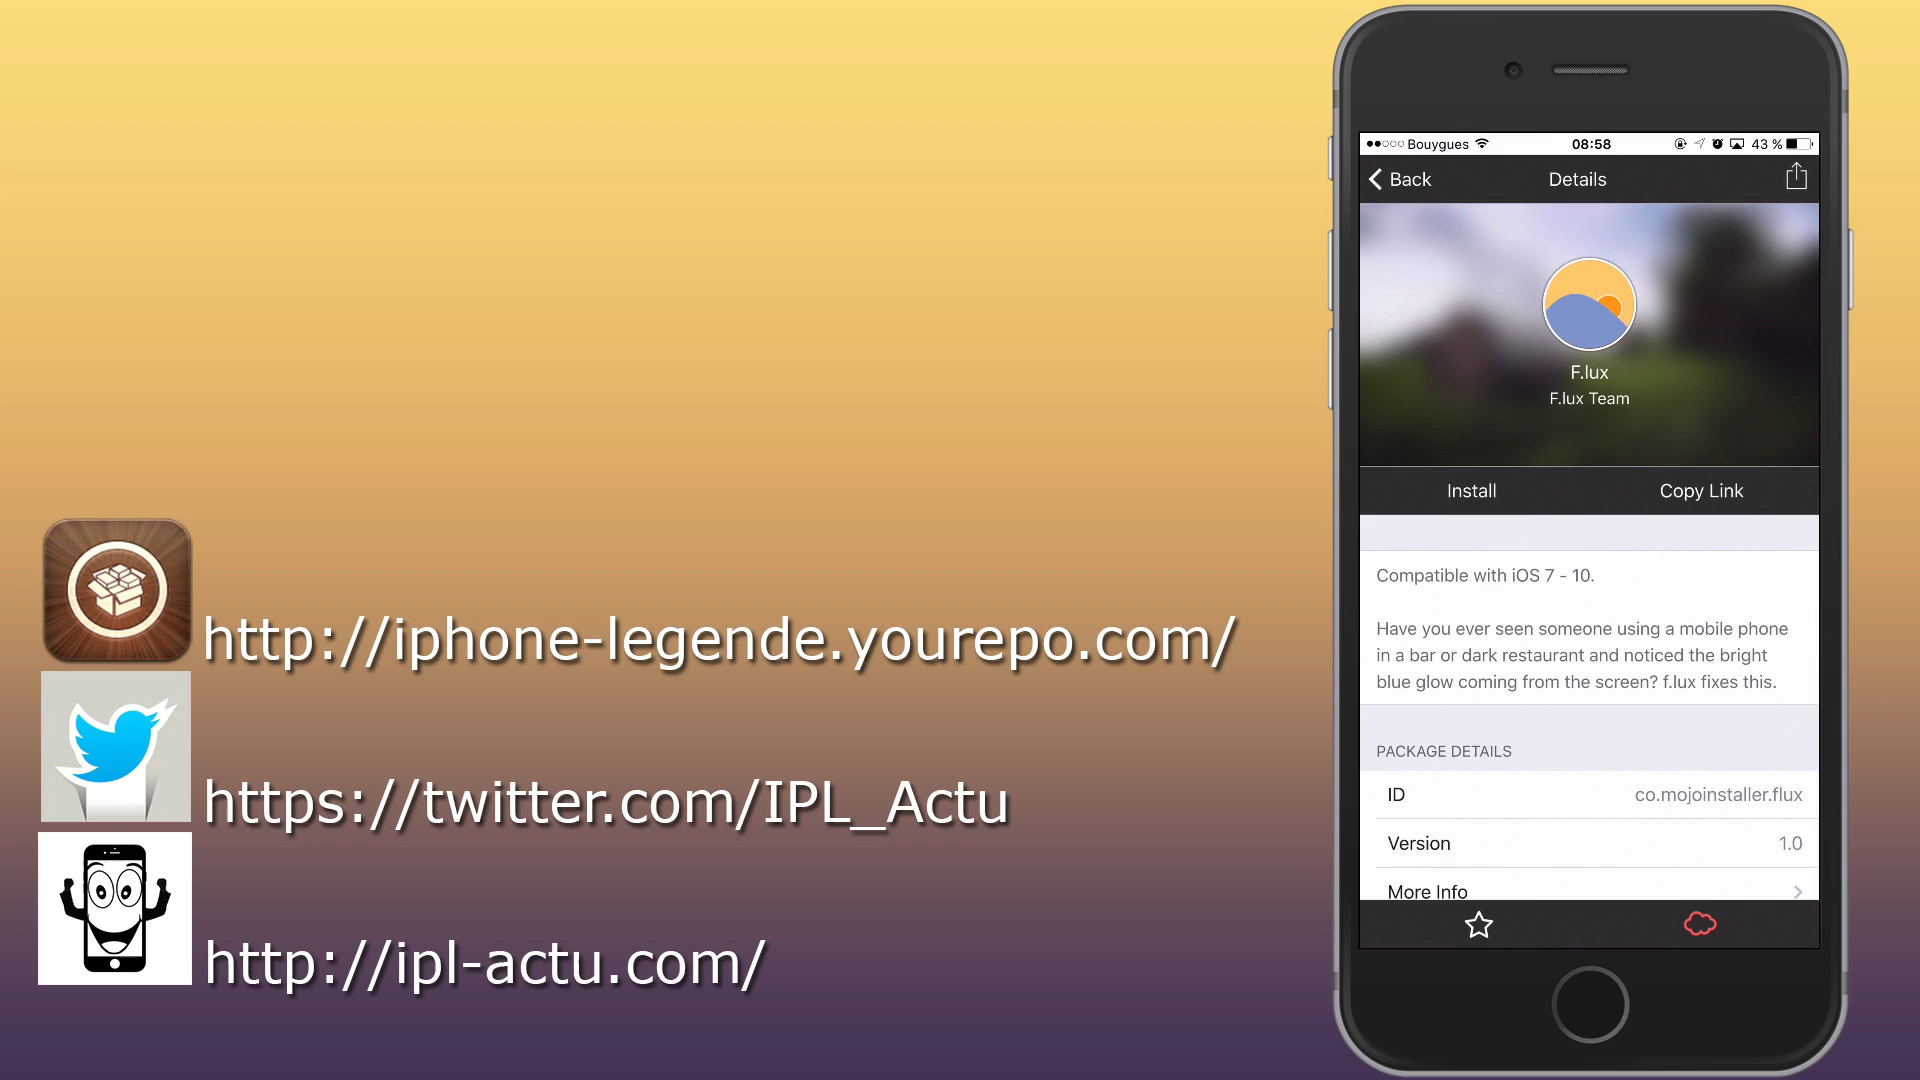 http://iphone-legende.yourepo.com/
https://twitter.com/IPL_Actu
http://ipl-actu.com/
Bouygues 08:58 43 %
Back Details
F.lux
F.lux Team
Install Copy Link
Compatible with iOS 7 - 10.
Have you ever seen someone using a mobile phone
in a bar or dark restaurant and noticed the bright
blue glow coming from the screen? f.lux fixes this.
PACKAGE DETAILS
ID co.mojoinstaller.flux
Version 1.0
More Info